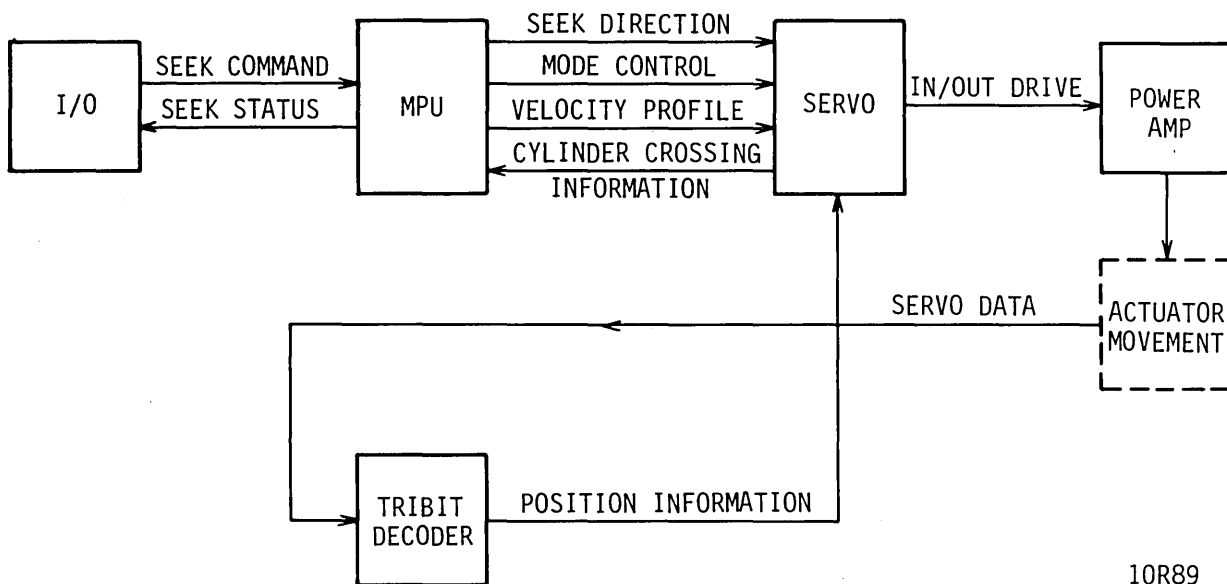 SEEK DIRECTION
SEEK COMMAND
MODE CONTROL
I/O
MPU
SERVO
IN/OUT DRIVE
POWER
AMP
SEEK STATUS
VELOCITY PROFILE
CYLINDER CROSSING
INFORMATION
SERVO DATA
ACTUATOR
MOVEMENT
TRIBIT
DECODER
POSITION INFORMATION
10R89